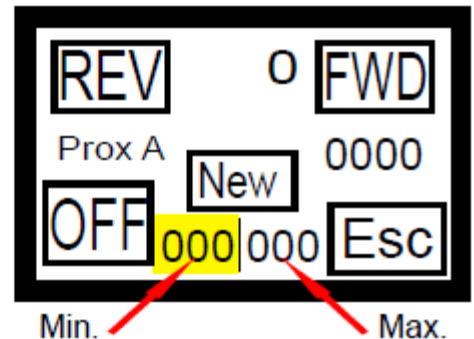 REV O FWD
Prox A 0000
New
OFF 000 000 Esc
Min. Max.